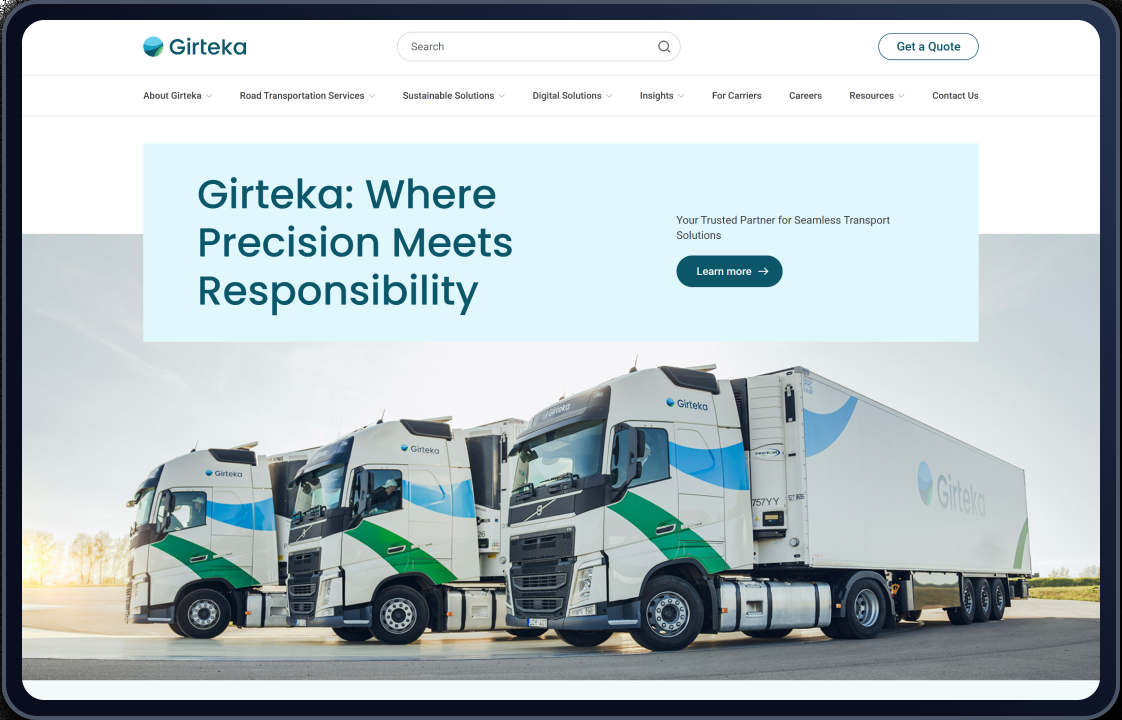 Girteka
Search
Get a Quote
About Girteka
Road Transportation Services
Sustainable Solutions
Digital Solutions
Insights
For Carriers
Careers
Resources
Contact Us
Girteka: Where
Precision Meets
Responsibility
Your Trusted Partner for Seamless Transport
Solutions
Learn more
Girteka
Girteka
Girteka
Girteka
Girteka
757YY
26